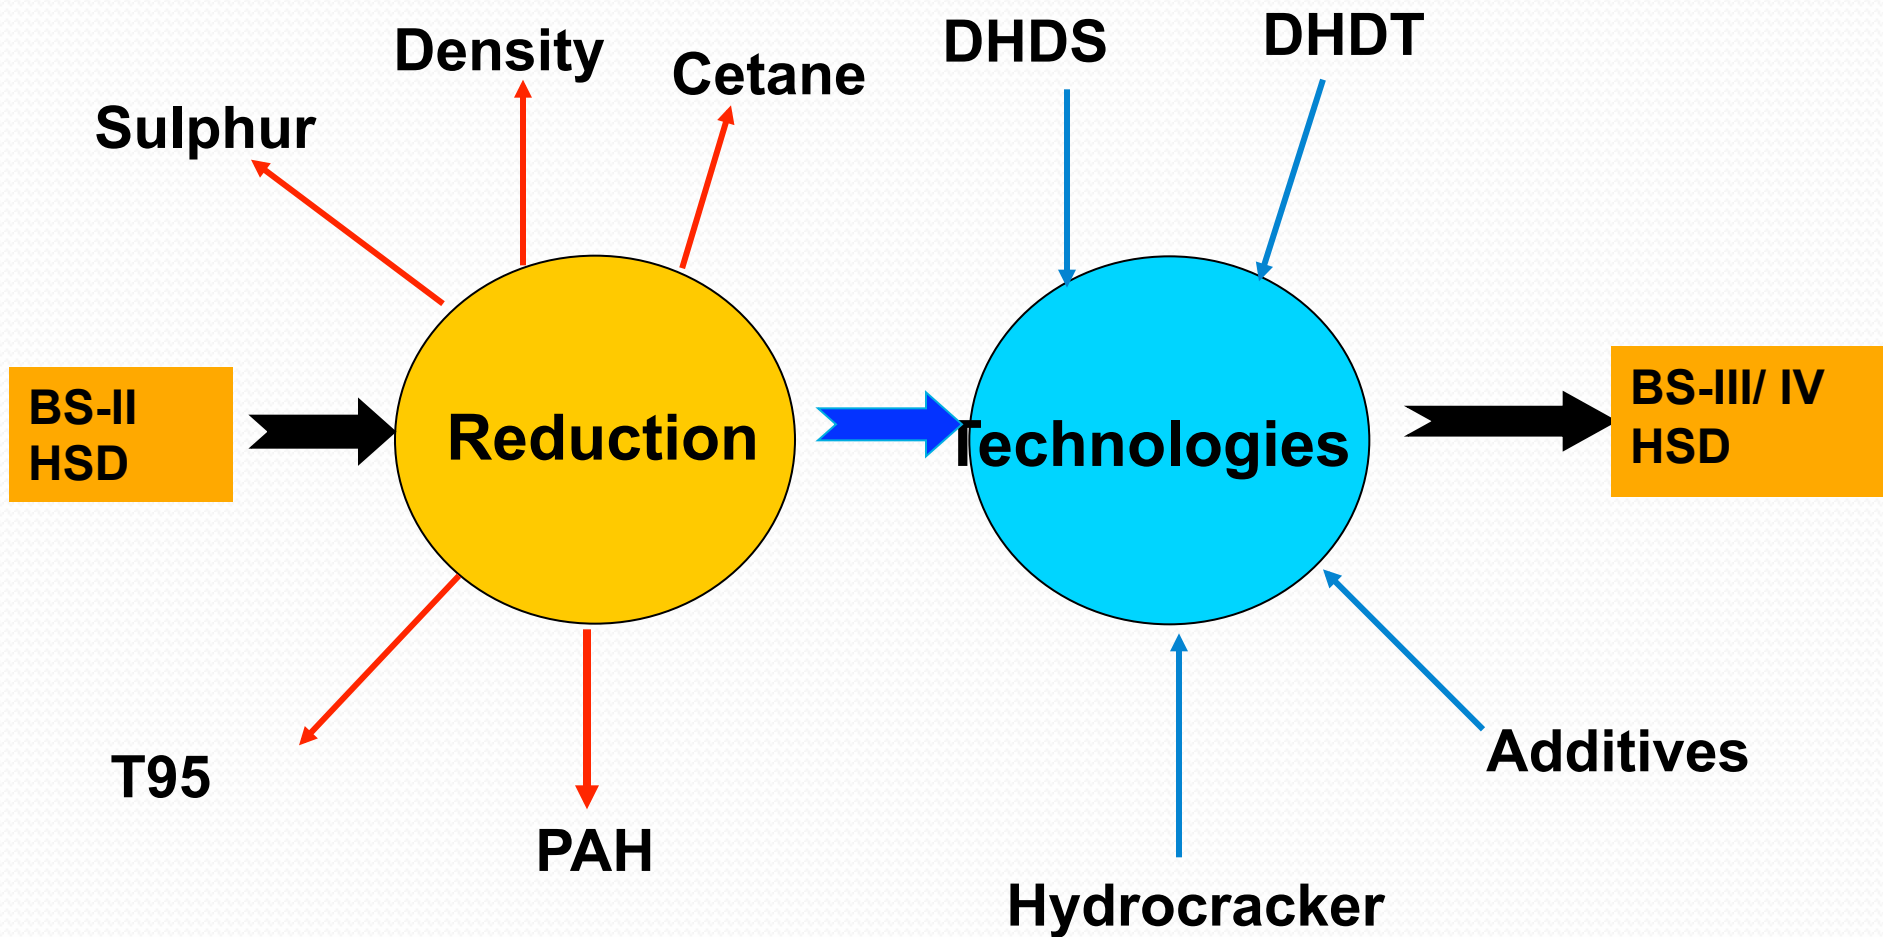 Density
Cetane
Sulphur
DHDS
DHDT
BS-II
HSD
Reduction
Technologies
BS-III/ IV
HSD
T95
PAH
Additives
Hydrocracker